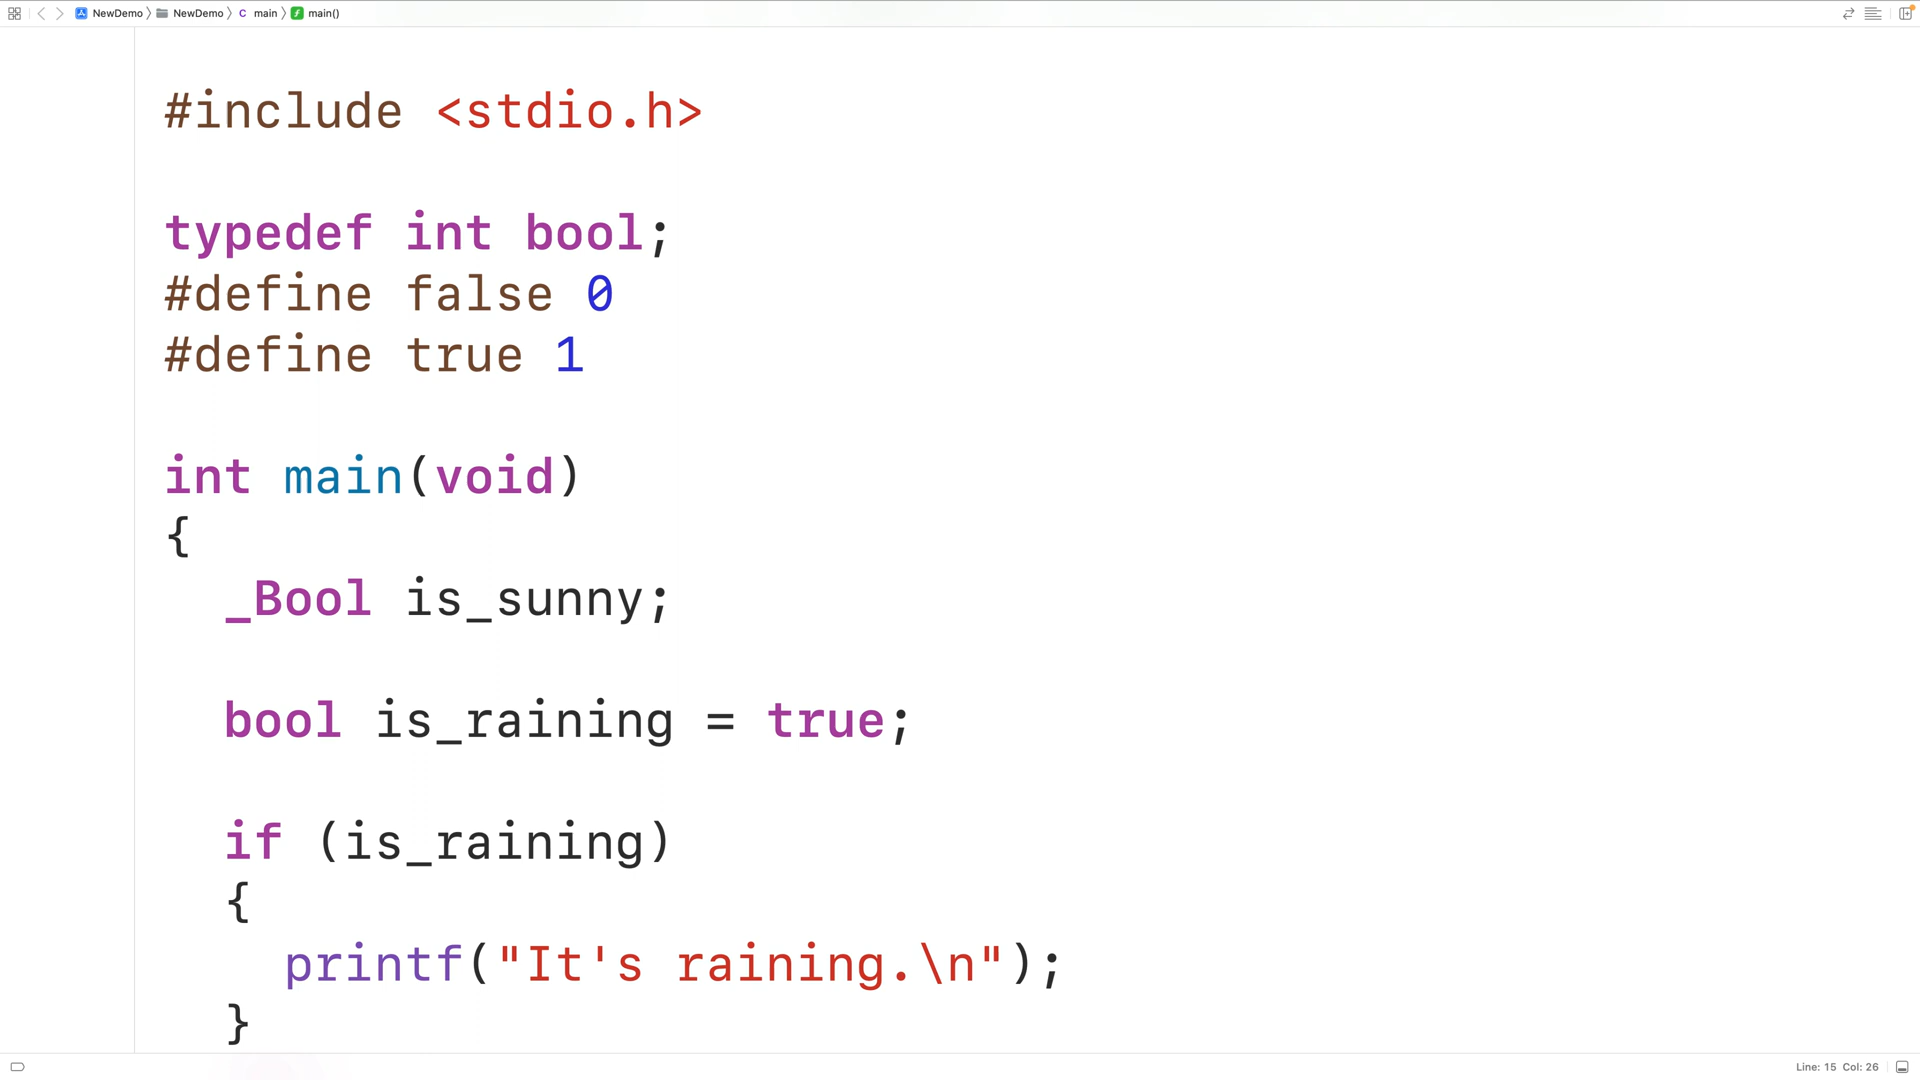 NewDemo NewDemo C main f main()
#include <stdio.h>
typedef int bool;
#define false 0
#define true 1
int main(void)
{
_Bool is_sunny;
bool is_raining = true;
if (is_raining)
{
printf("It's raining.\n");
}
Line: 15 Col: 26